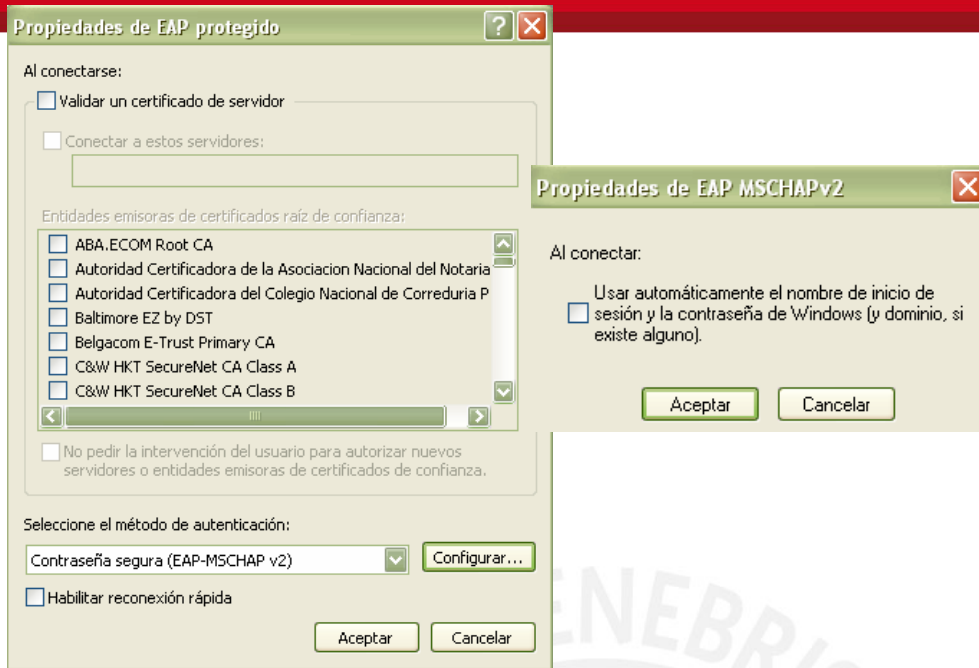 Propiedades de EAP protegido
Al conectarse:
Validar un certificado de servidor
Conectar a estos servidores:
Entidades emisoras de certificados raíz de confianza:
ABA.ECOM Root CA
Autoridad Certificadora de la Asociacion Nacional del Notaria
Autoridad Certificadora del Colegio Nacional de Correduria P
Baltimore EZ by DST
Belgacom E-Trust Primary CA
C&W HKT SecureNet CA Class A
C&W HKT SecureNet CA Class B
No pedir la intervención del usuario para autorizar nuevos
servidores o entidades emisoras de certificados de confianza.
Seleccione el método de autenticación:
Contraseña segura (EAP-MSCHAP v2)
Configurar...
Habilitar reconexión rápida
Aceptar
Cancelar
Propiedades de EAP MSCHAPv2
Al conectar:
Usar automáticamente el nombre de inicio de
sesión y la contraseña de Windows (y dominio, si
existe alguno).
Aceptar
Cancelar